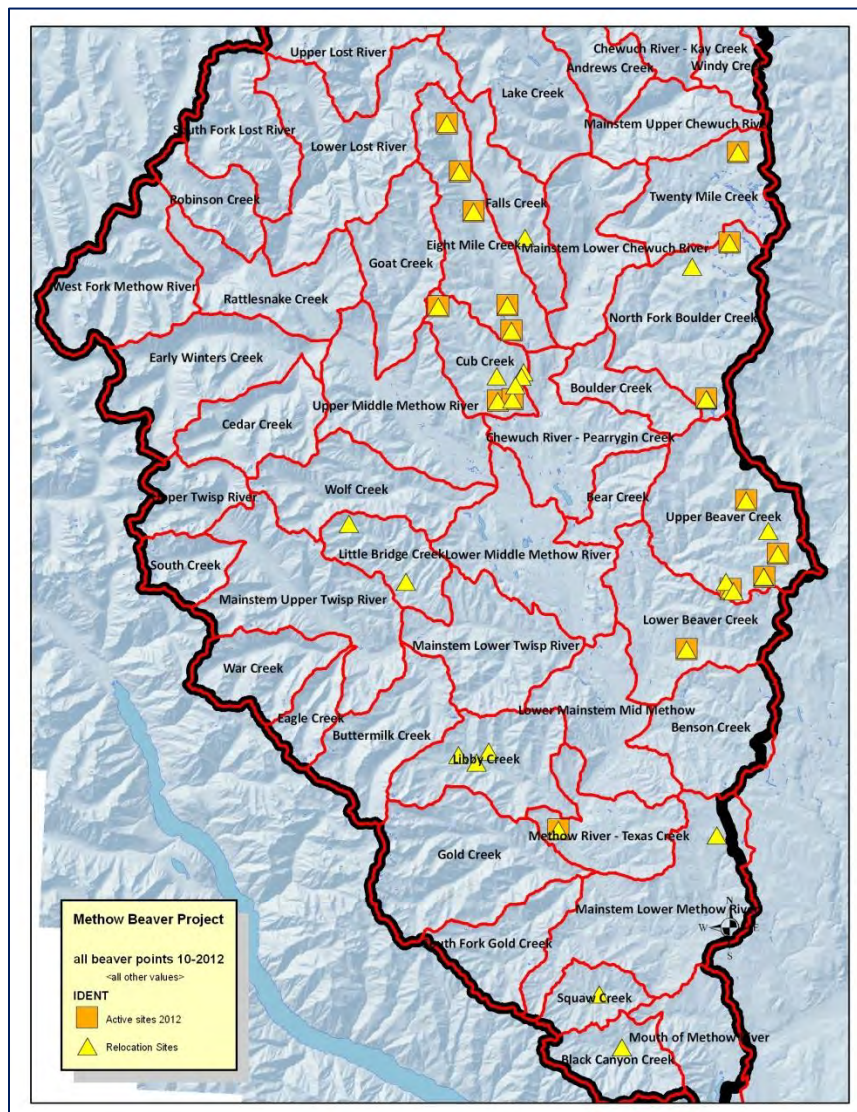 Upper Lost River
Chewuch River - Kay Creek
Andrews Creek
Windy Cree
Lake Creek
Mainstem Upper Chewuch River
South Fork Lost River
Lower Lost River
Robinson Creek
Falls Creek
Twenty Mile Creek
Eight Mile Creek
Mainstem Lower Chewuch River
Goat Creek
West Fork Methow River
Rattlesnake Creek
North Fork Boulder Creek
Early Winters Creek
Cub Creek
Boulder Creek
Upper Middle Methow River
Cedar Creek
Chewuch River - Pearrygin Creek
Wolf Creek
Bear Creek
Upper Twisp River
Upper Beaver Creek
Little Bridge Creek
Lower Middle Methow River
South Creek
Mainstem Upper Twisp River
Lower Beaver Creek
Mainstem Lower Twisp River
War Creek
Lower Mainstem Mid Methow
Eagle Creek
Benson Creek
Buttermilk Creek
Libby Creek
Methow River - Texas Creek
Gold Creek
Mainstem Lower Methow River
South Fork Gold Creek
N
W E
S
Squaw Creek
Mouth of Methow River
Black Canyon Creek
Methow Beaver Project
all beaver points 10-2012
<all other values>
IDENT
Active sites 2012
Relocation Sites